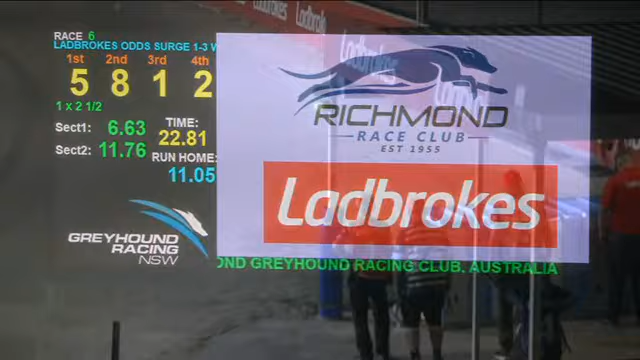 RACE 6
LADBROKES ODDS SURGE 1-3 W
1st 2nd 3rd 4th
5 8 1 2
1 x 2 1/2
Sect1: 6.63
Sect2: 11.76
TIME:
22.81
RUN HOME:
11.05
GREYHOUND
RACING
NSW
RICHMOND
RACE CLUB
EST 1955
Ladbrokes
OND GREYHOUND RACING CLUB, AUSTRALIA